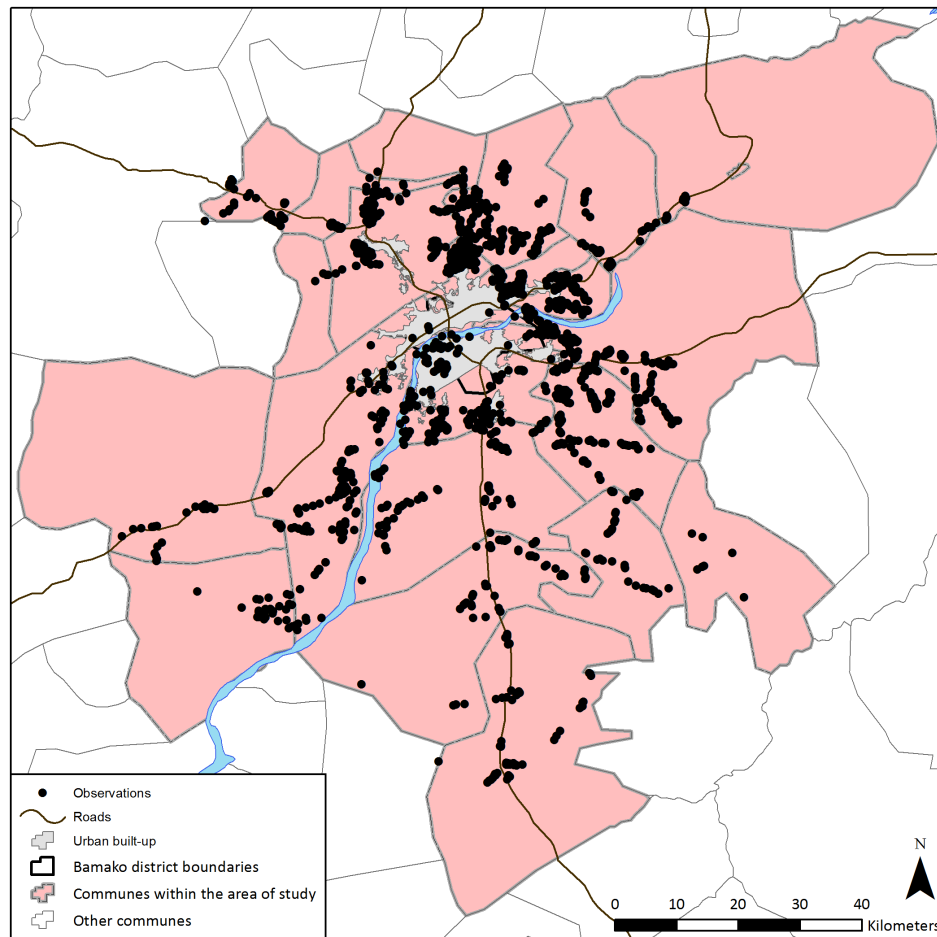 Observations
Roads
Urban built-up
Bamako district boundaries
Communes within the area of study
Other communes
N
0 10 20 30 40
Kilometers